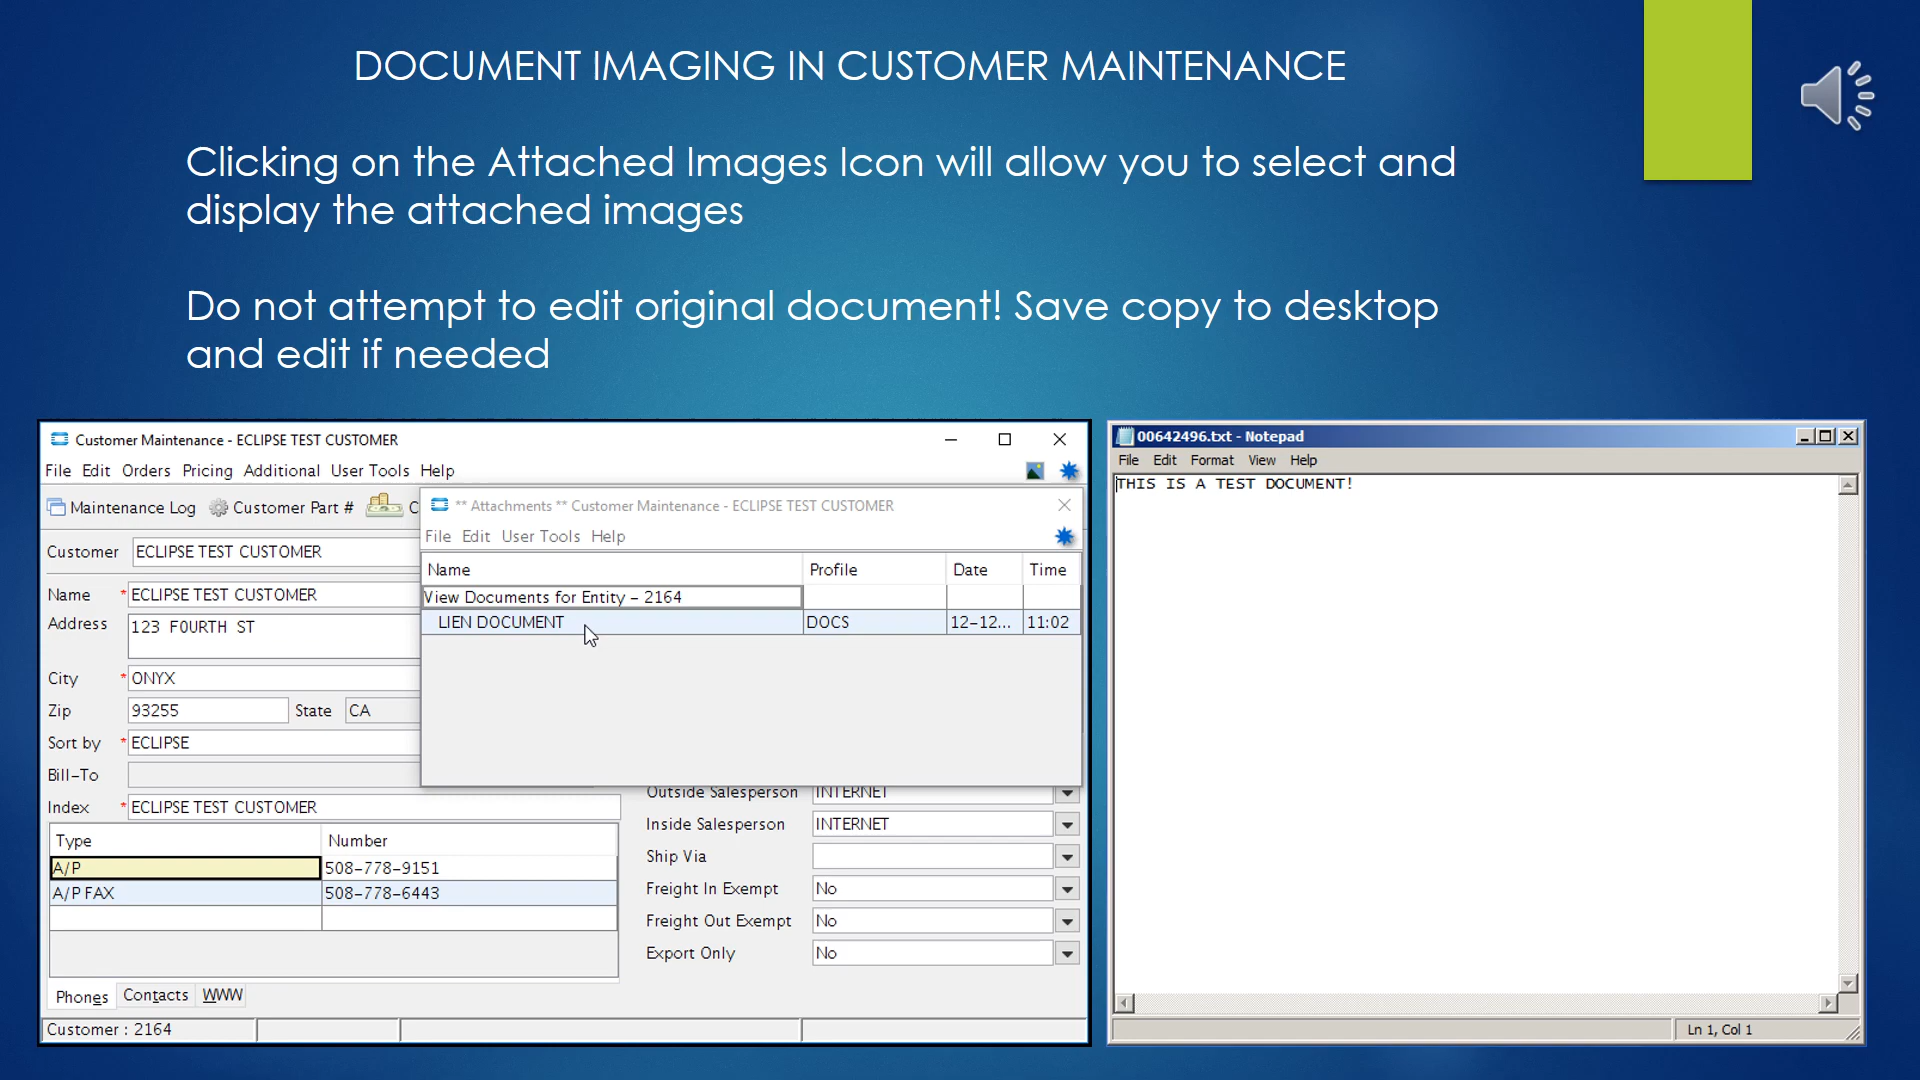 DOCUMENT IMAGING IN CUSTOMER MAINTENANCE
Clicking on the Attached Images Icon will allow you to select and
display the attached images
Do not attempt to edit original document! Save copy to desktop
and edit if needed
Customer Maintenance - ECLIPSE TEST CUSTOMER
File Edit Orders Pricing Additional User Tools Help
Maintenance Log Customer Part # C
Customer ECLIPSE TEST CUSTOMER
Name * ECLIPSE TEST CUSTOMER
Address 123 FOURTH ST
City * ONYX
Zip 93255 State CA
Sort by * ECLIPSE
Bill-To
Index * ECLIPSE TEST CUSTOMER
Type Number
A/P 508-778-9151
A/P FAX 508-778-6443
Phones Contacts WWW
Customer : 2164
** Attachments ** Customer Maintenance - ECLIPSE TEST CUSTOMER
File Edit User Tools Help
Name Profile Date Time
View Documents for Entity - 2164
LIEN DOCUMENT DOCS 12-12... 11:02
Outside Salesperson INTERNET
Inside Salesperson INTERNET
Ship Via
Freight In Exempt No
Freight Out Exempt No
Export Only No
00642496.txt - Notepad
File Edit Format View Help
THIS IS A TEST DOCUMENT!
Ln 1, Col 1